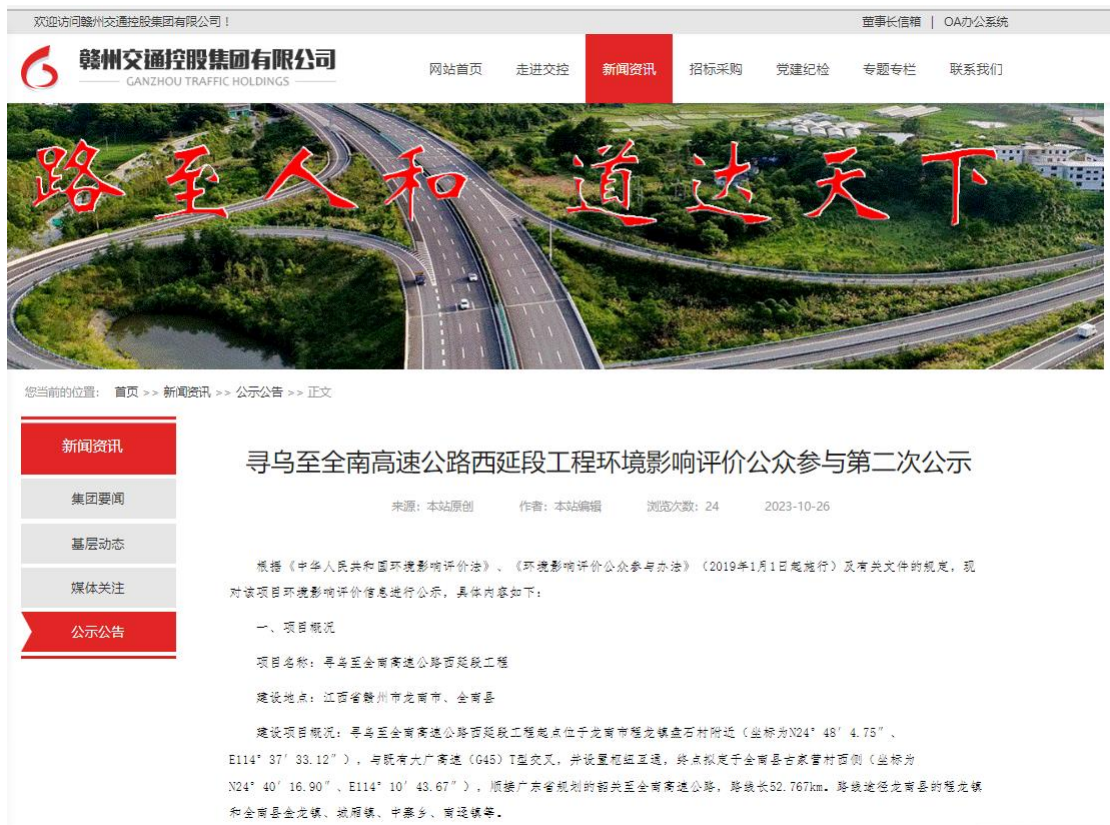 欢迎访问赣州交通控股集团有限公司！
董事长信箱 | OA办公系统
赣州交通控股集团有限公司
GANZHOU TRAFFIC HOLDINGS
网站首页 走进交控 新闻资讯 招标采购 党建纪检 专题专栏 联系我们
路至人和 道达天下
您当前的位置： 首页 >> 新闻资讯 >> 公示公告 >> 正文
新闻资讯
集团要闻
基层动态
媒体关注
公示公告
寻乌至全南高速公路西延段工程环境影响评价公众参与第二次公示
来源：本站原创 作者：本站编辑 浏览次数：24 2023-10-26
根据《中华人民共和国环境影响评价法》、《环境影响评价公众参与办法》（2019年1月1日起施行）及有关文件的规定，现
对该项目环境影响评价信息进行公示，具体内容如下：
一、项目概况
项目名称：寻乌至全南高速公路西延段工程
建设地点：江西省赣州市龙南市、全南县
建设项目概况：寻乌至全南高速公路西延段工程起点位于龙南市程龙镇盘石村附近（坐标为N24° 48′ 4.75″、
E114° 37′ 33.12″），与既有大广高速（G45）T型交叉，并设置枢纽互通，终点拟定于全南县古家营村西侧（坐标为
N24° 40′ 16.90″、E114° 10′ 43.67″），顺接广东省规划的韶关至全南高速公路，路线长52.767km。路线途径龙南县的程龙镇
和全南县金龙镇、城厢镇、中寨乡、南迳镇等。